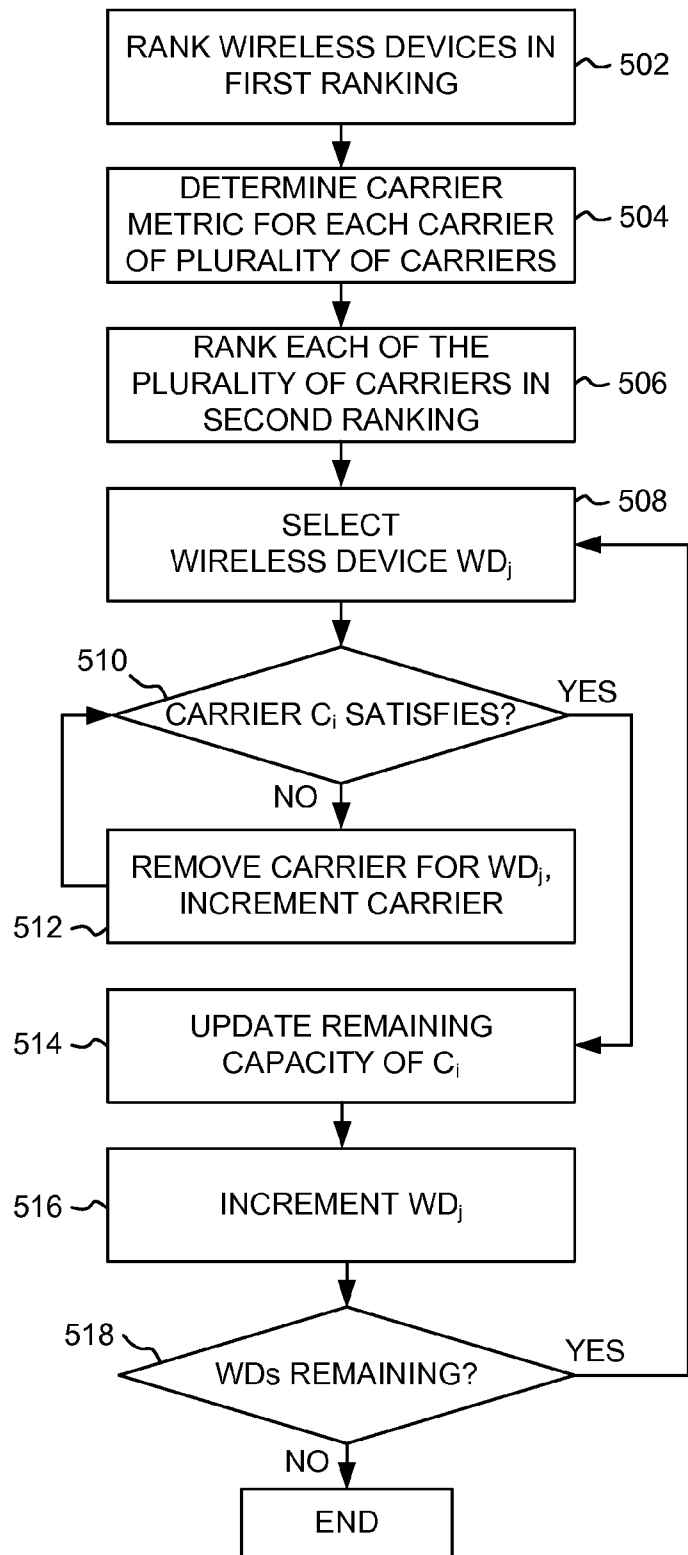 RANK WIRELESS DEVICES IN
FIRST RANKING
502
DETERMINE CARRIER
METRIC FOR EACH CARRIER
OF PLURALITY OF CARRIERS
504
RANK EACH OF THE
PLURALITY OF CARRIERS IN
SECOND RANKING
506
508
SELECT
WIRELESS DEVICE WDj
510
CARRIER Ci SATISFIES?
YES
NO
REMOVE CARRIER FOR WDj,
INCREMENT CARRIER
512
UPDATE REMAINING
CAPACITY OF Ci
514
INCREMENT WDj
516
518
WDs REMAINING?
YES
NO
END